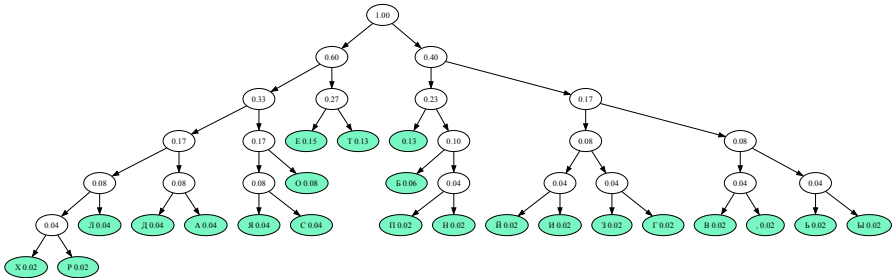 1.00
0.60 0.40
0.33 0.27 0.23 0.17
0.17 0.17 Е 0.15 Т 0.13 0.13 0.10 0.08 0.08
0.08 0.08 0.08 О 0.08 Б 0.06 0.04 0.04 0.04 0.04 0.04
0.04 Л 0.04 Д 0.04 А 0.04 Я 0.04 С 0.04 П 0.02 Н 0.02 Й 0.02 И 0.02 З 0.02 Г 0.02 В 0.02 , 0.02 Ь 0.02 Ы 0.02
Х 0.02 Р 0.02